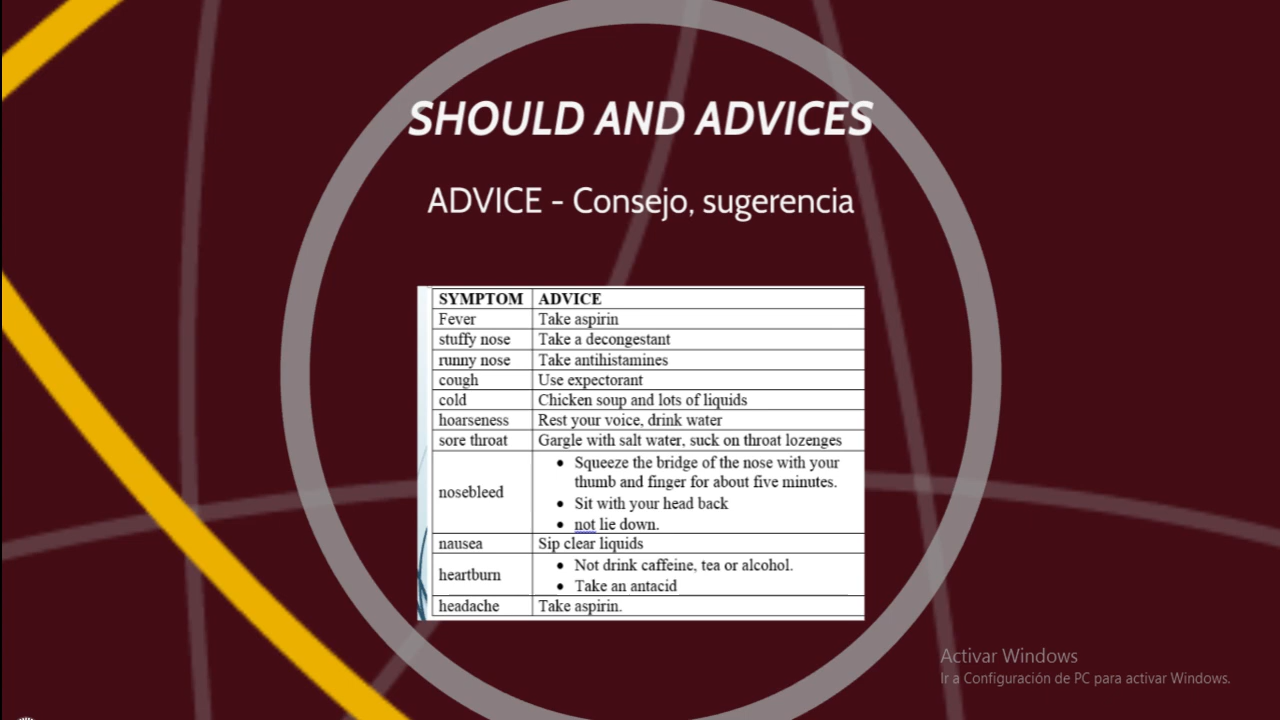 SHOULD AND ADVICES
ADVICE - Consejo, sugerencia
SYMPTOM ADVICE
Fever Take aspirin
stuffy nose Take a decongestant
runny nose Take antihistamines
cough Use expectorant
cold Chicken soup and lots of liquids
hoarseness Rest your voice, drink water
sore throat Gargle with salt water, suck on throat lozenges
nosebleed
• Squeeze the bridge of the nose with your
thumb and finger for about five minutes.
• Sit with your head back
• not lie down.
nausea Sip clear liquids
heartburn
• Not drink caffeine, tea or alcohol.
• Take an antacid
headache Take aspirin.
Activar Windows
Ir a Configuración de PC para activar Windows.